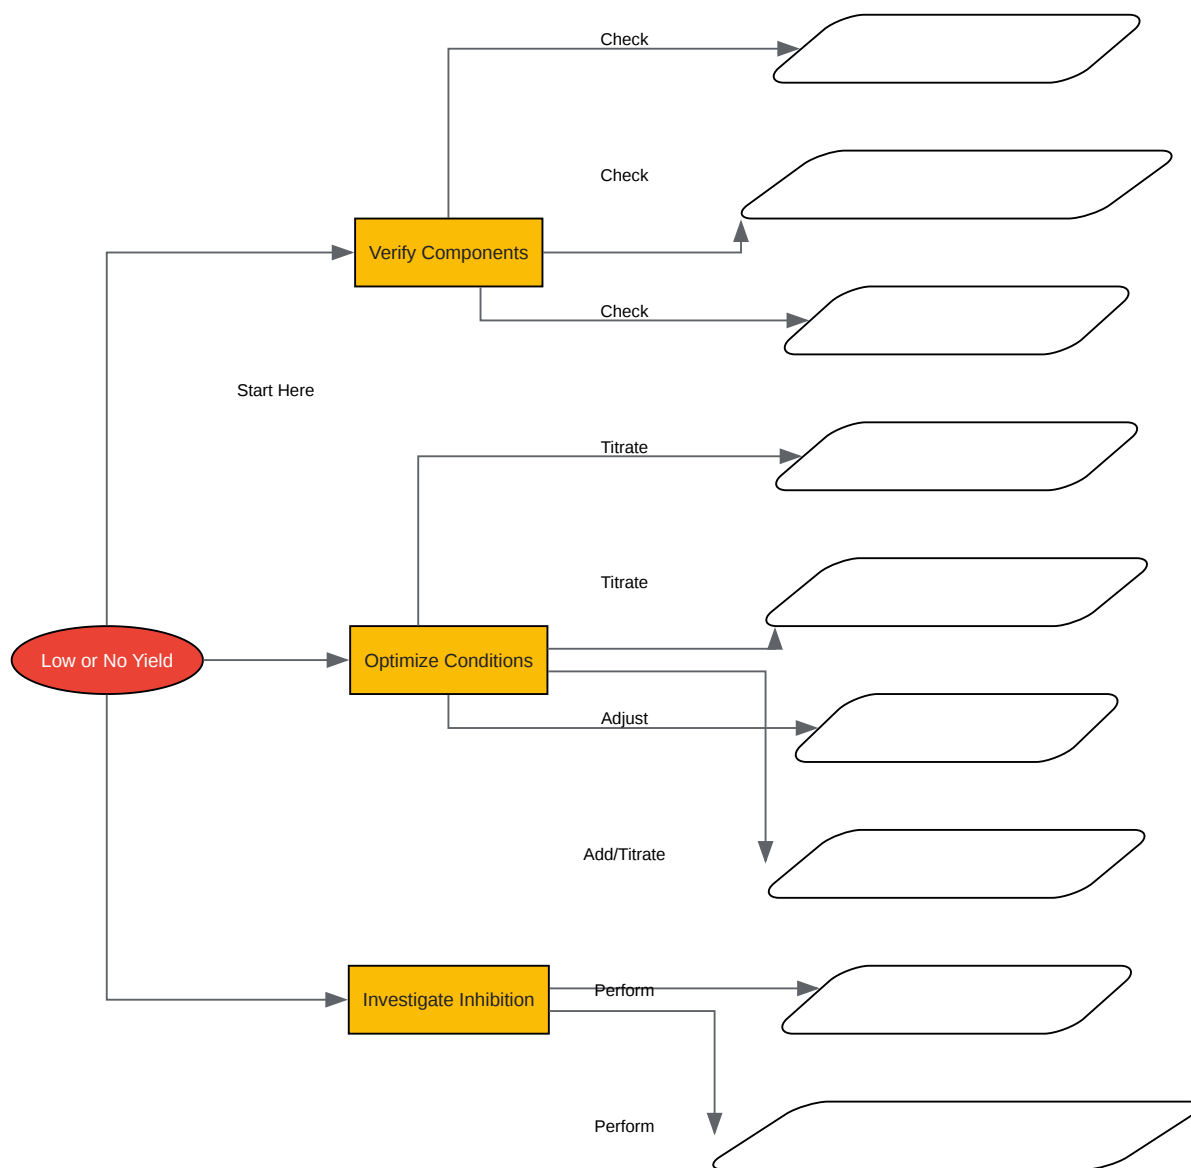 Check
Check
Verify Components
Check
Start Here
Titrate
Titrate
Low or No Yield
Optimize Conditions
Adjust
Add/Titrate
Perform
Investigate Inhibition
Perform